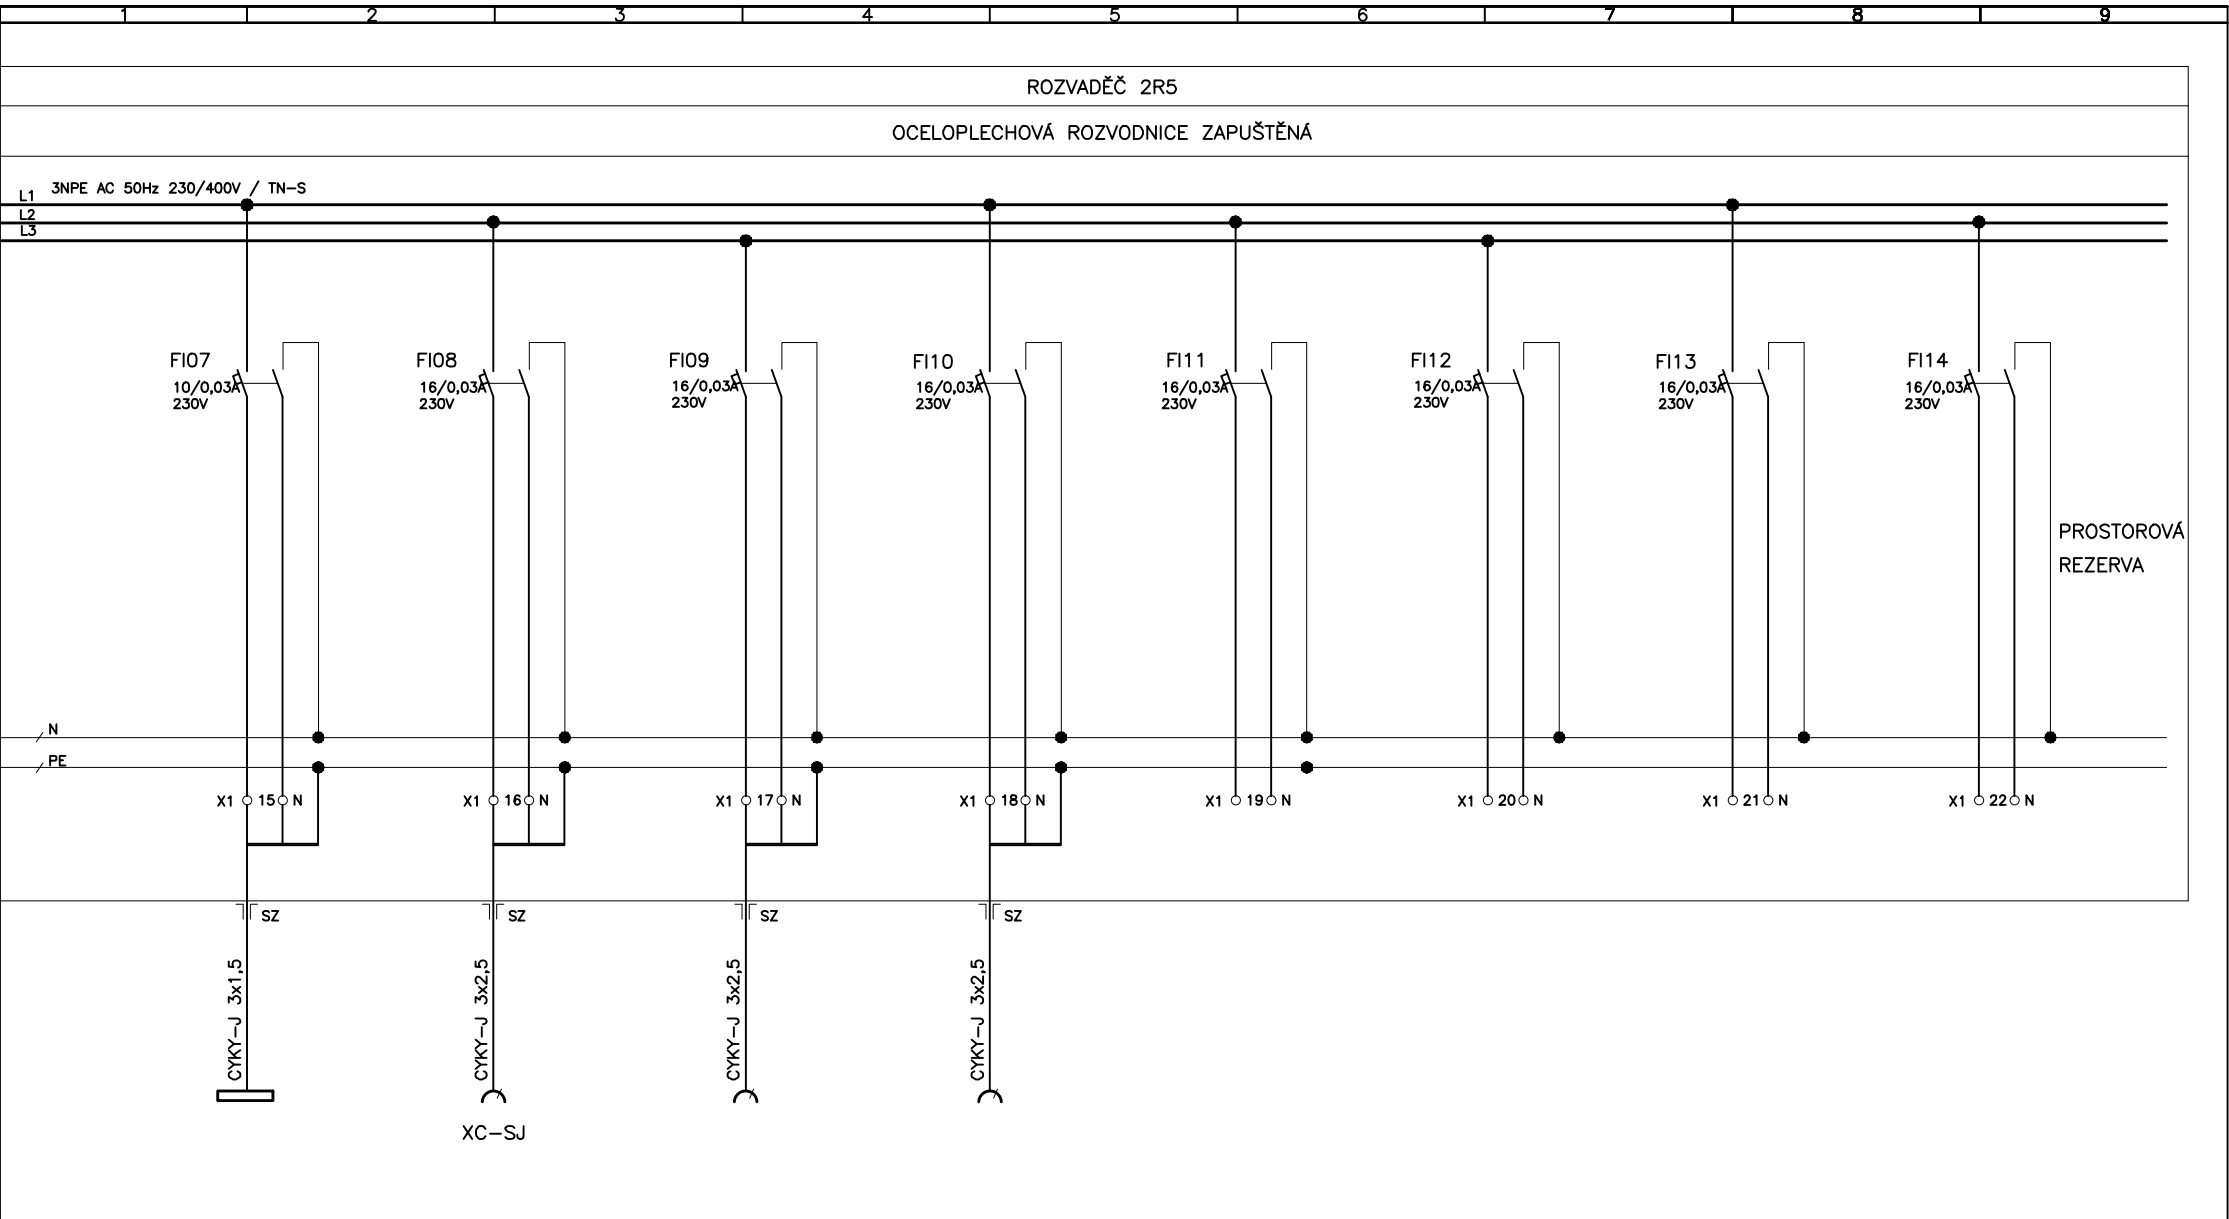 1 2 3 4 5 6 7 8 9
ROZVADĚČ 2R5
OCELOPLECHOVÁ ROZVODNICE ZAPUŠTĚNÁ
3NPE AC 50Hz 230/400V / TN-S
L1
L2
L3
FI07
10/0,03A
230V
FI08
16/0,03A
230V
FI09
16/0,03A
230V
FI10
16/0,03A
230V
FI11
16/0,03A
230V
FI12
16/0,03A
230V
FI13
16/0,03A
230V
FI14
16/0,03A
230V
PROSTOROVÁ
REZERVA
N
PE
X1 15 N
X1 16 N
X1 17 N
X1 18 N
X1 19 N
X1 20 N
X1 21 N
X1 22 N
SZ
SZ
SZ
SZ
CYKY-J 3x1,5
CYKY-J 3x2,5
CYKY-J 3x2,5
CYKY-J 3x2,5
XC-SJ